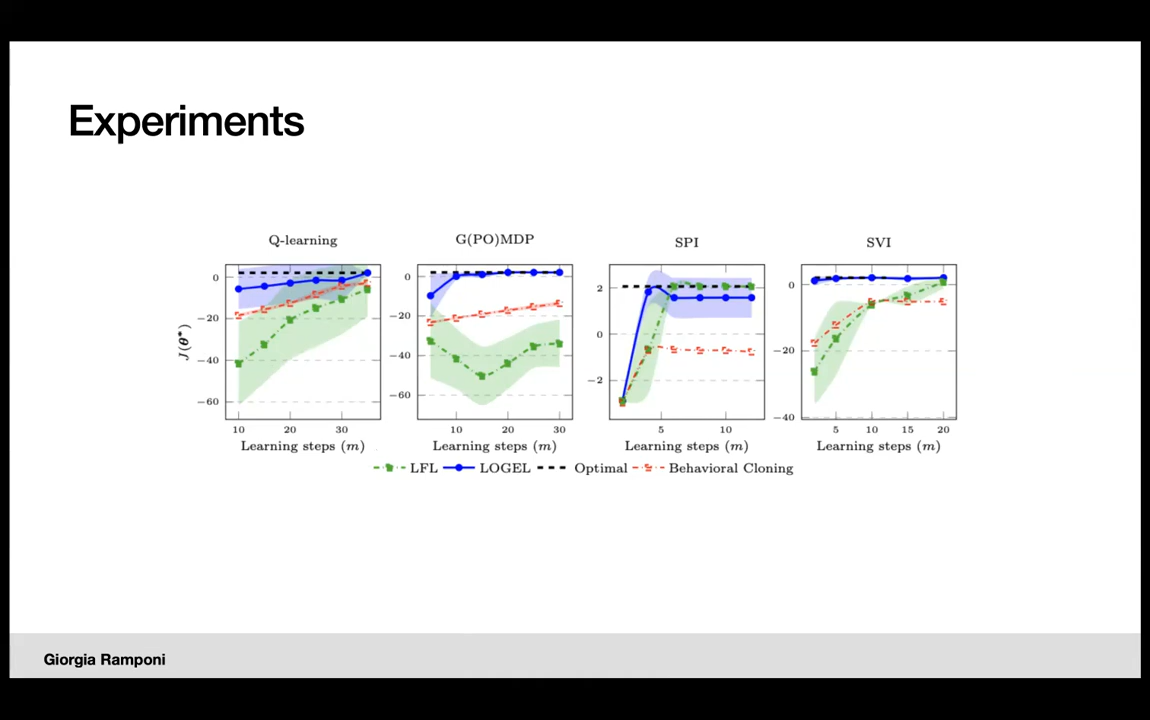 Experiments
Q-learning
G(PO)MDP
SPI
SVI
J(θ*)
0
−20
−40
−60
10
20
30
Learning steps (m)
0
−20
−40
−60
10
20
30
Learning steps (m)
2
0
−2
5
10
Learning steps (m)
0
−20
−40
5
10
15
20
Learning steps (m)
LFL LOGEL Optimal Behavioral Cloning
Giorgia Ramponi